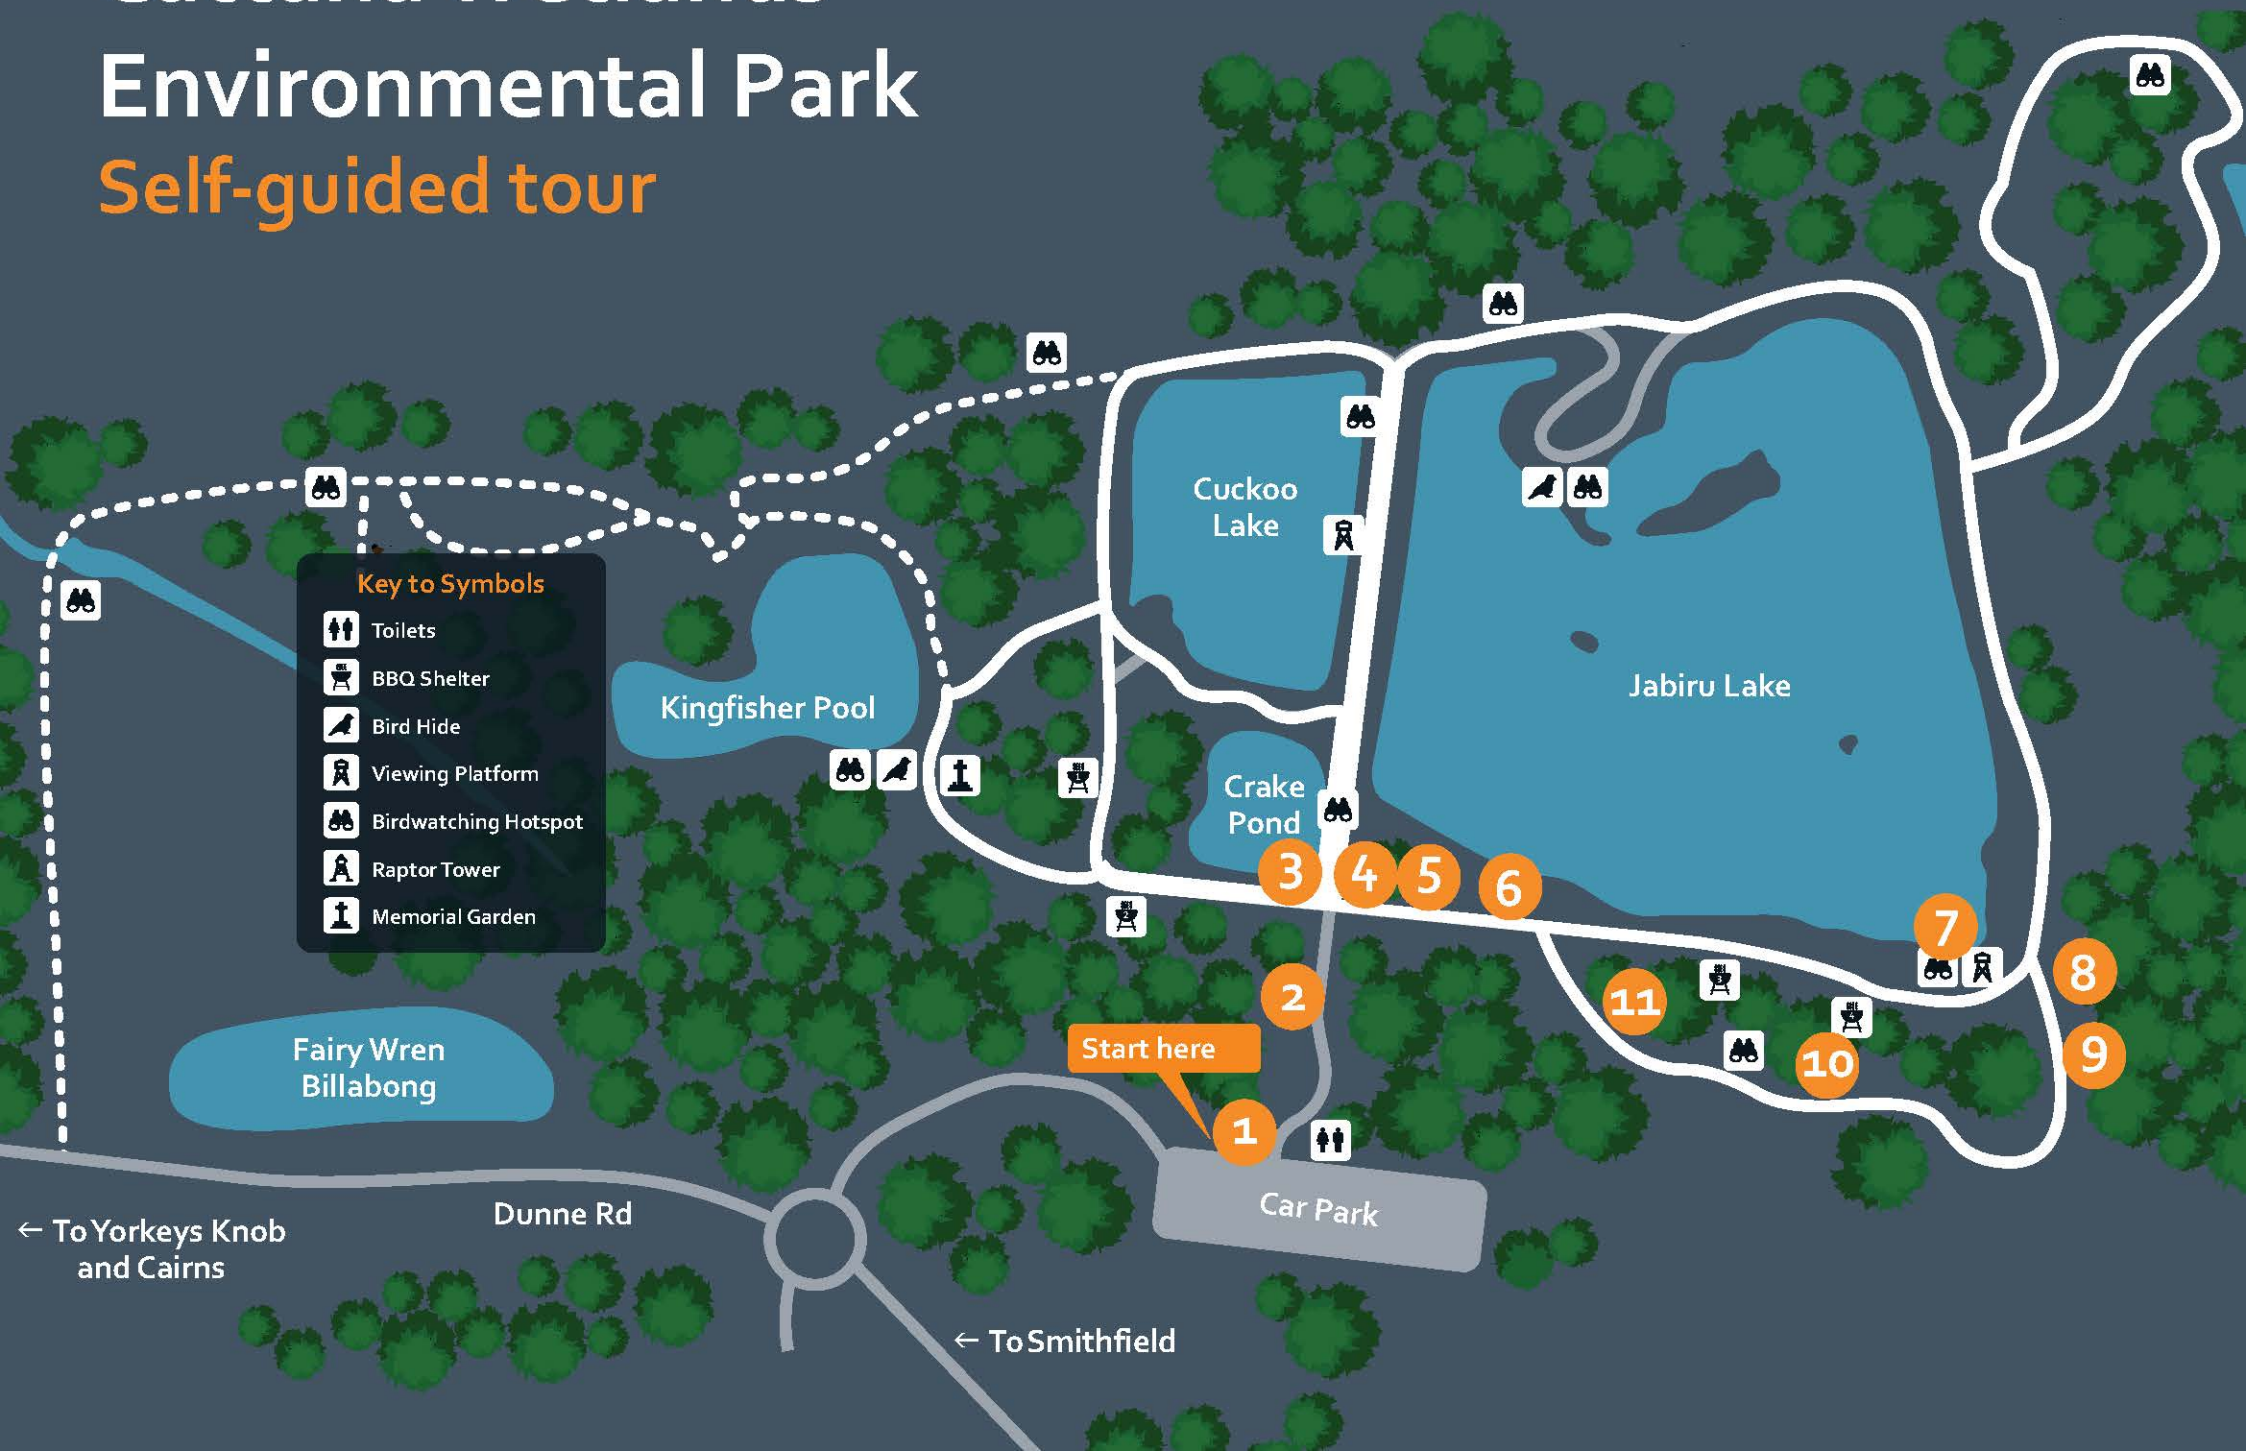 Environmental Park
Self-guided tour
Cuckoo
Lake
Jabiru Lake
Key to Symbols
Toilets
BBQ Shelter
Bird Hide
Viewing Platform
Birdwatching Hotspot
Raptor Tower
Memorial Garden
Kingfisher Pool
Crake
Pond
3
4
5
6
7
8
9
10
11
2
Start here
1
Fairy Wren
Billabong
Car Park
Dunne Rd
← To Yorkeys Knob
and Cairns
← To Smithfield